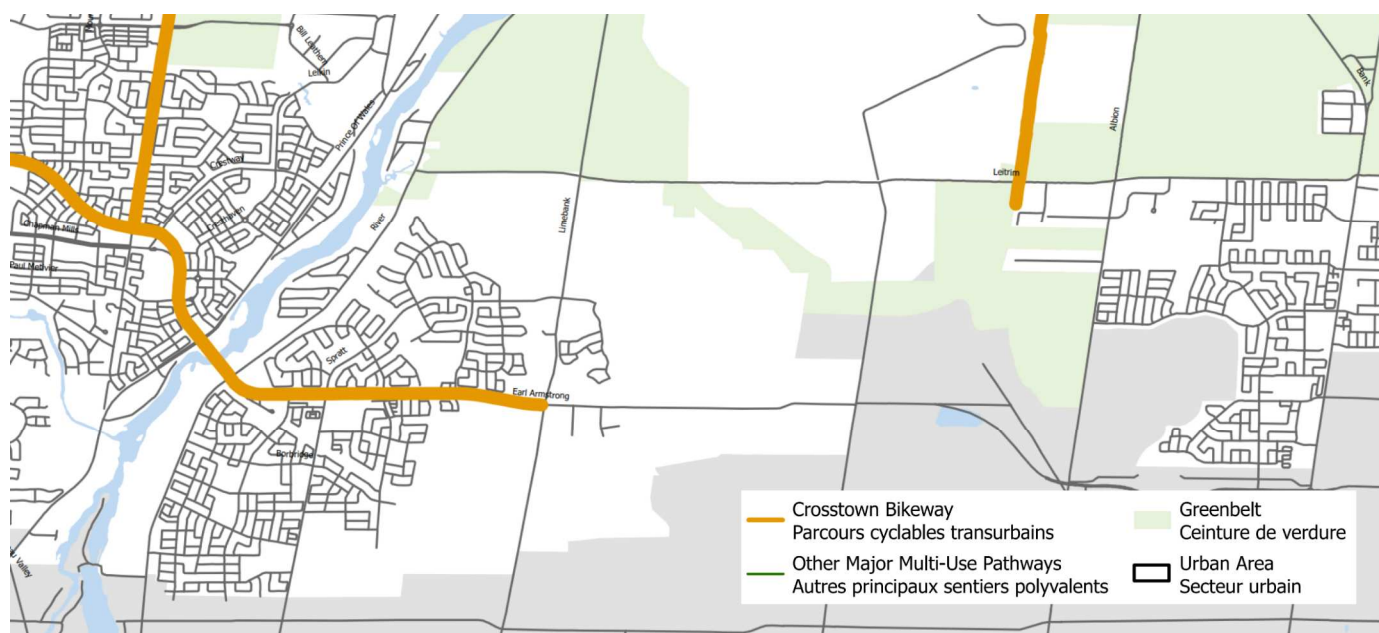 Bill Leathem
Leikin
Bank
Prince Of Wales
Albion
Crestway
Leitrim
Limebank
River
Chapman Mills
Paul Metivier
Spratt
Earl Armstrong
Borbridge
Crosstown Bikeway
Parcours cyclables transurbains
Other Major Multi-Use Pathways
Autres principaux sentiers polyvalents
Greenbelt
Ceinture de verdure
Urban Area
Secteur urbain
Valley